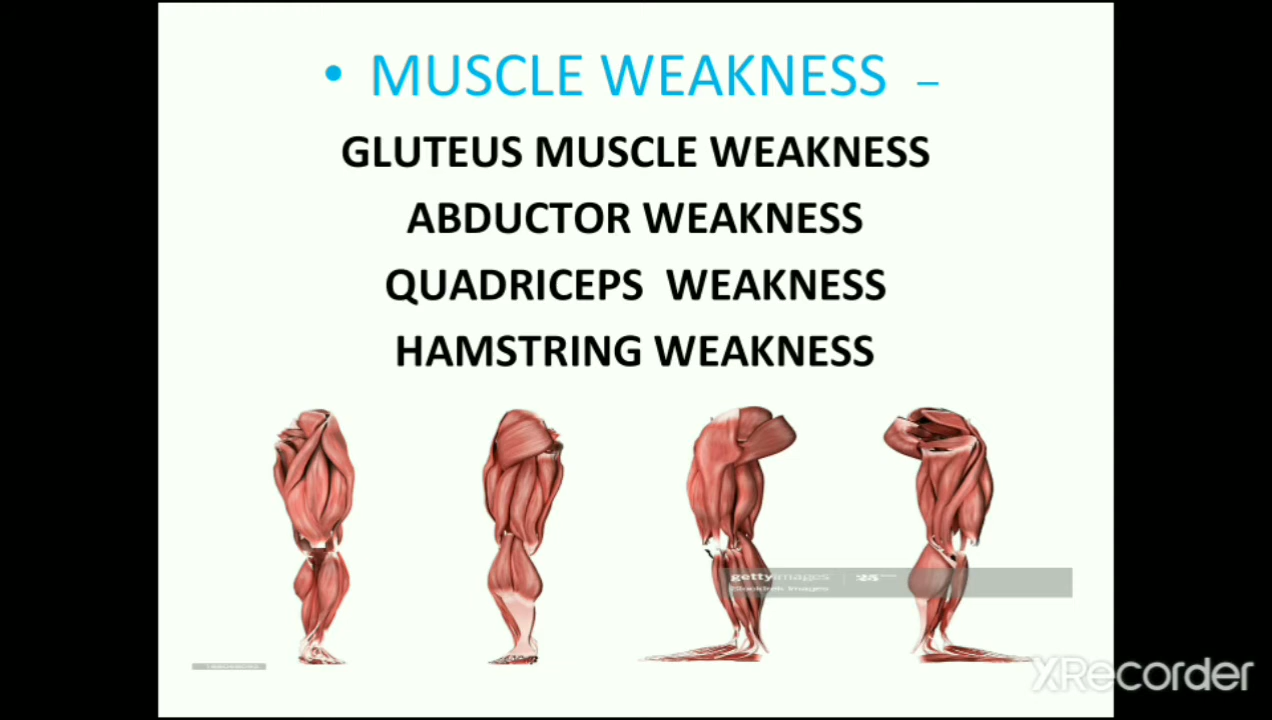 • MUSCLE WEAKNESS –
GLUTEUS MUSCLE WEAKNESS
ABDUCTOR WEAKNESS
QUADRICEPS WEAKNESS
HAMSTRING WEAKNESS
gettyimages
XRecorder